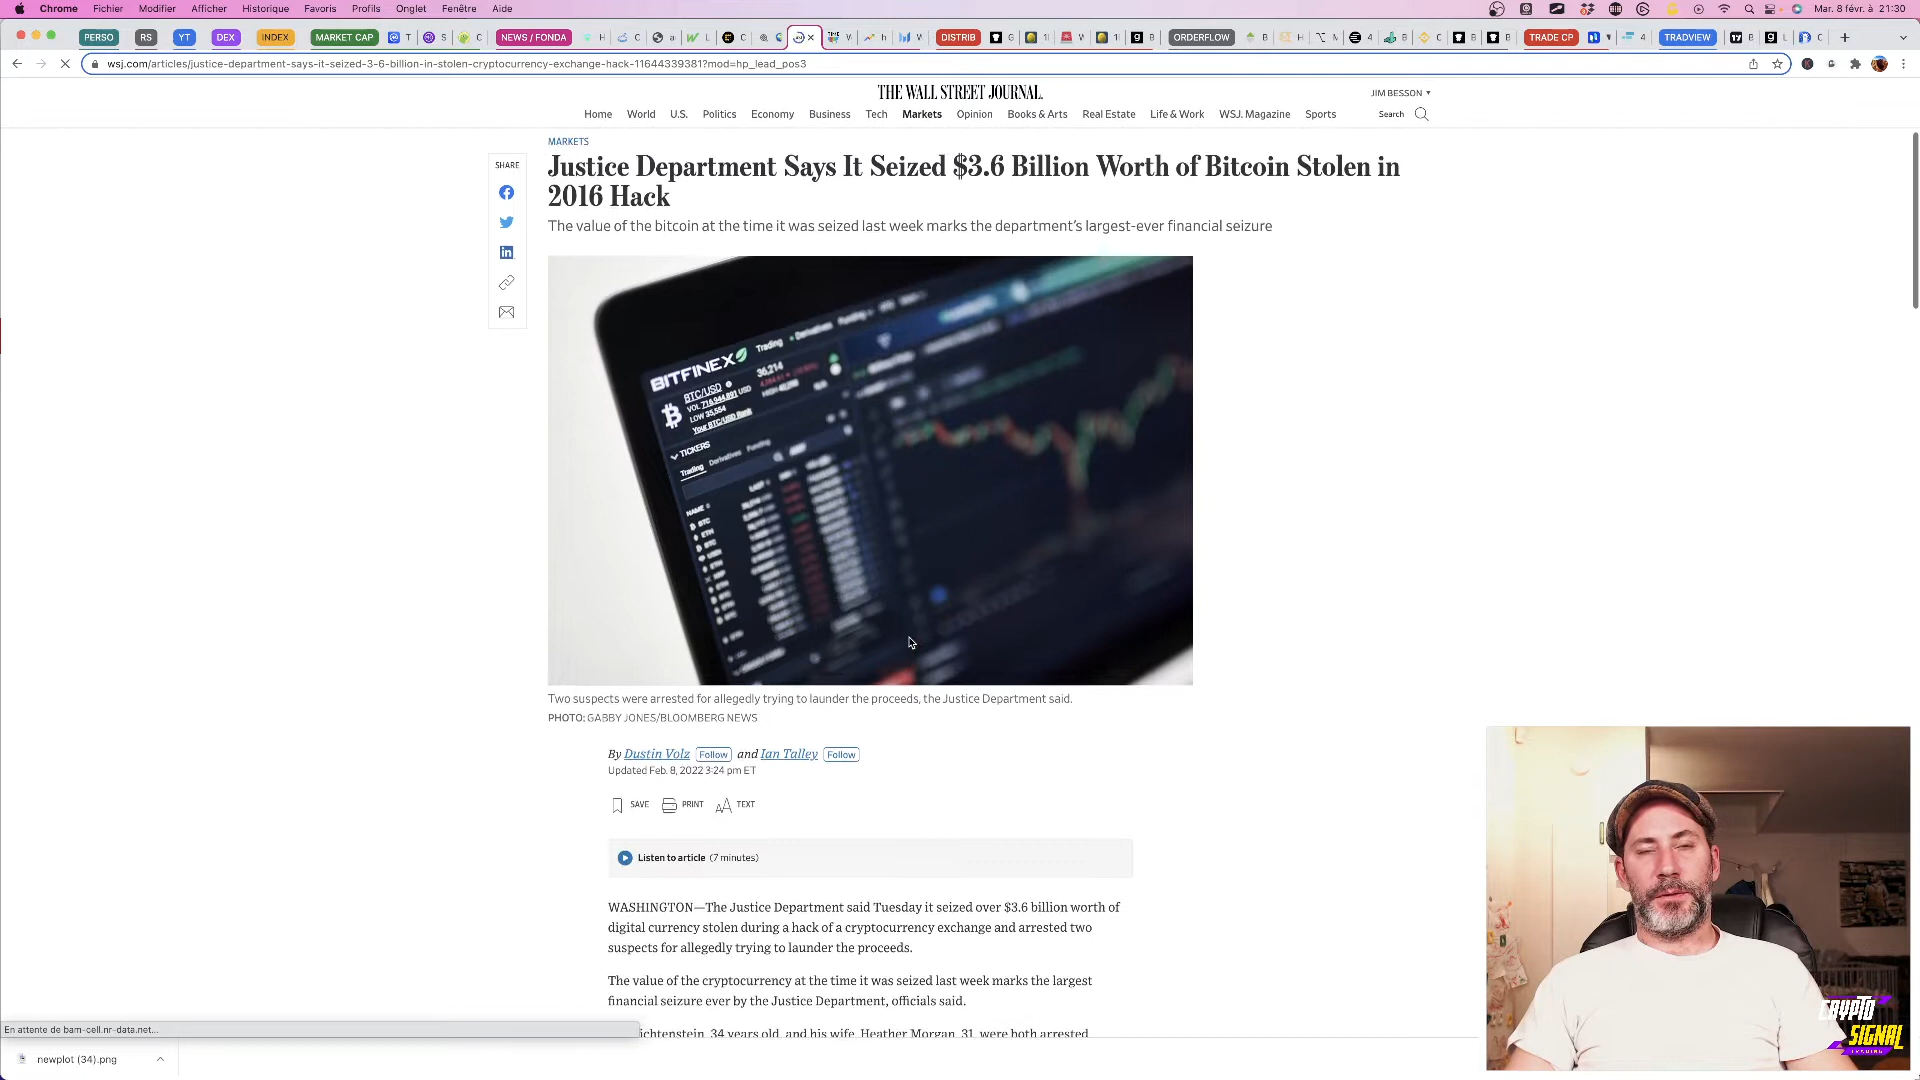 Chrome Fichier Modifier Afficher Historique Favoris Profils Onglet Fenêtre Aide Mar. 8 févr. à 21:30
PERSO RS YT DEX INDEX MARKET CAP NEWS / FONDA DISTRIB ORDERFLOW TRADE CP TRADVIEW
wsj.com/articles/justice-department-says-it-seized-3-6-billion-in-stolen-cryptocurrency-exchange-hack-11644339381?mod=hp_lead_pos3
THE WALL STREET JOURNAL.
JIM BESSON
Home World U.S. Politics Economy Business Tech Markets Opinion Books & Arts Real Estate Life & Work WSJ. Magazine Sports Search
MARKETS
SHARE
Justice Department Says It Seized $3.6 Billion Worth of Bitcoin Stolen in
2016 Hack
The value of the bitcoin at the time it was seized last week marks the department's largest-ever financial seizure
BITFINEX Trading Derivatives Funding
BTC/USD 36,214
VOL 716,944,891 USD
LOW 35,554
Your BTC/USD Rank
TICKERS
Trading Derivatives Funding
NAME LAST
Two suspects were arrested for allegedly trying to launder the proceeds, the Justice Department said.
PHOTO: GABBY JONES/BLOOMBERG NEWS
By Dustin Volz Follow and Ian Talley Follow
Updated Feb. 8, 2022 3:24 pm ET
SAVE PRINT TEXT
Listen to article (7 minutes)
WASHINGTON—The Justice Department said Tuesday it seized over $3.6 billion worth of
digital currency stolen during a hack of a cryptocurrency exchange and arrested two
suspects for allegedly trying to launder the proceeds.
The value of the cryptocurrency at the time it was seized last week marks the largest
financial seizure ever by the Justice Department, officials said.
ichtenstein, 34 years old, and his wife, Heather Morgan, 31, were both arrested
En attente de bam-cell.nr-data.net...
newplot (34).png
CRYPTO
SIGNAL
TRADING